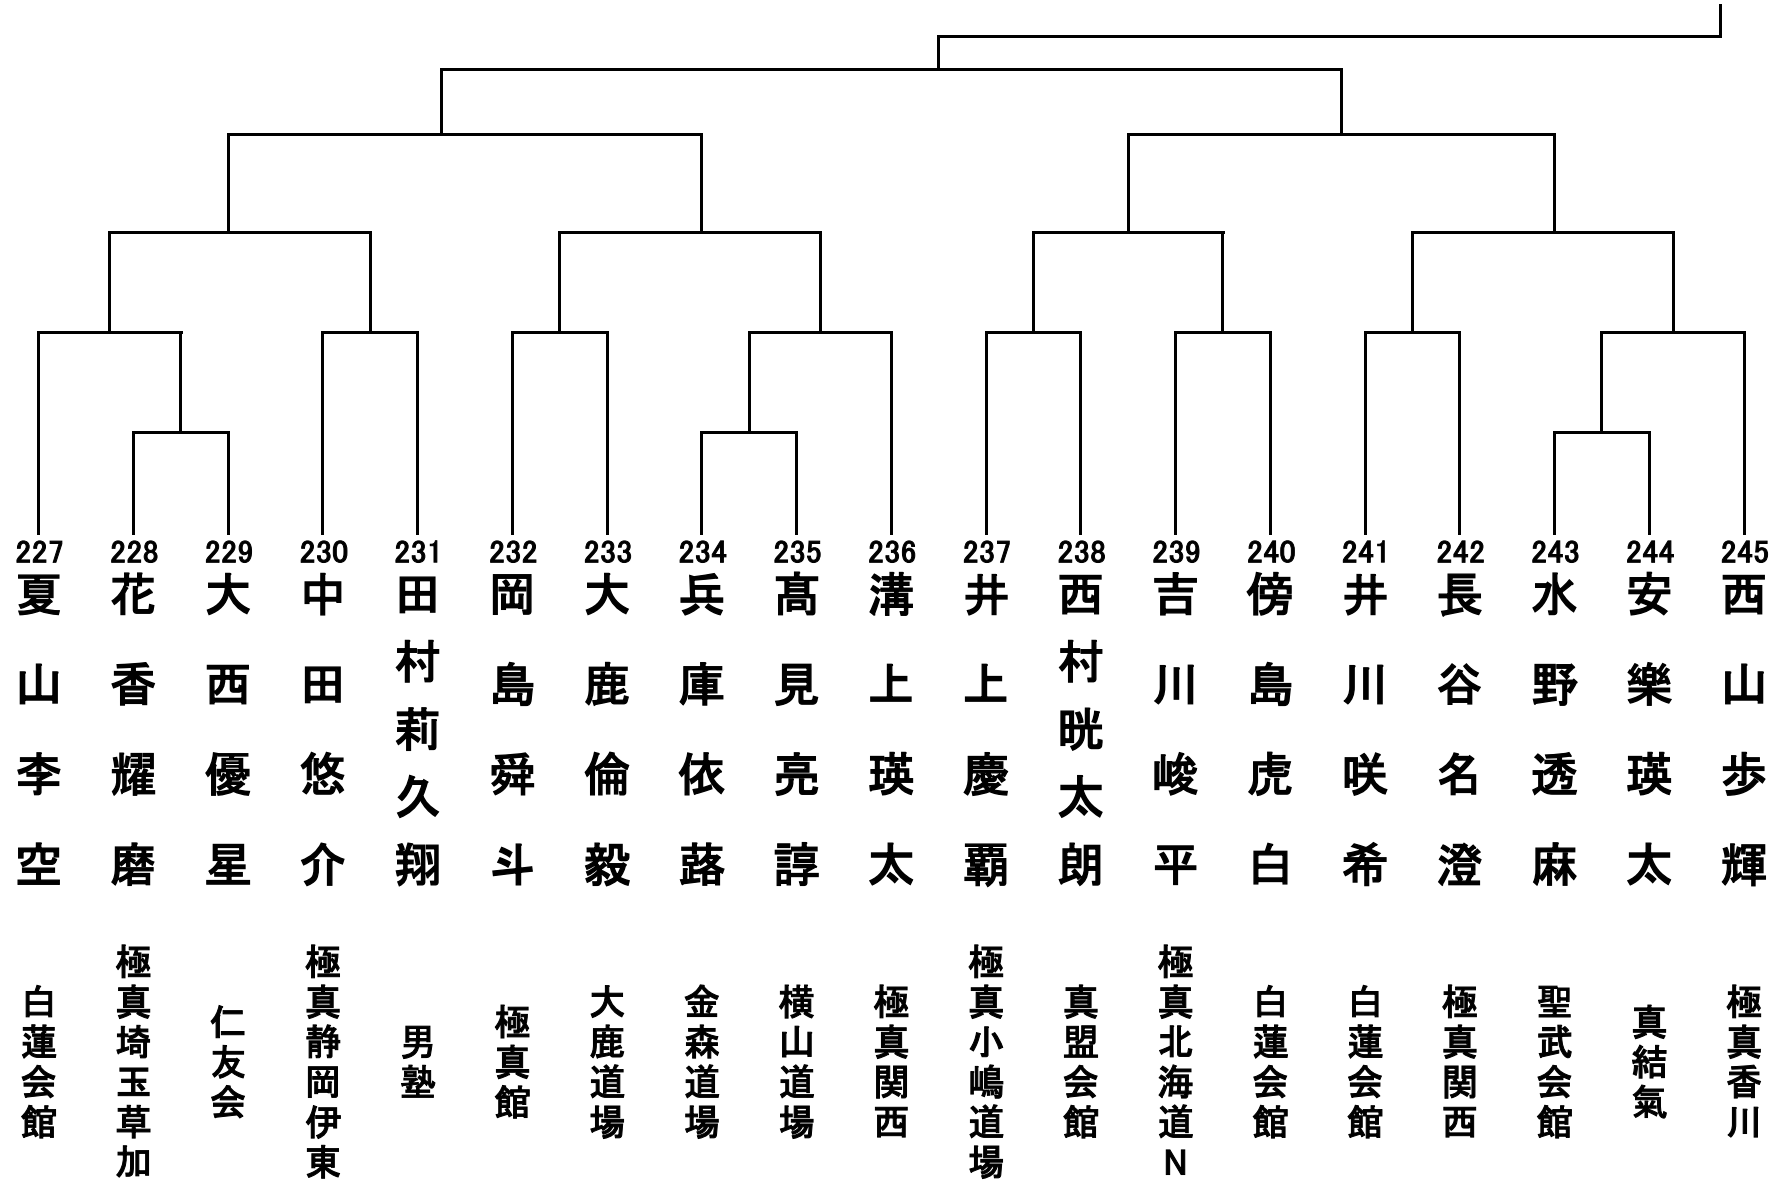 227
夏山李空
白蓮会館
228
花香耀磨
極真埼玉草加
229
大西優星
仁友会
230
中田悠介
極真静岡伊東
231
田村莉久翔
男塾
232
岡島舜斗
極真館
233
大鹿倫毅
大鹿道場
234
兵庫依蕗
金森道場
235
髙見亮諄
横山道場
236
溝上瑛太
極真関西
237
井上慶覇
極真小嶋道場
238
西村晄太朗
真盟会館
239
吉川峻平
極真北海道N
240
傍島虎白
白蓮会館
241
井川咲希
白蓮会館
242
長谷名澄
極真関西
243
水野透麻
聖武会館
244
安樂瑛太
真結氣
245
西山歩輝
極真香川